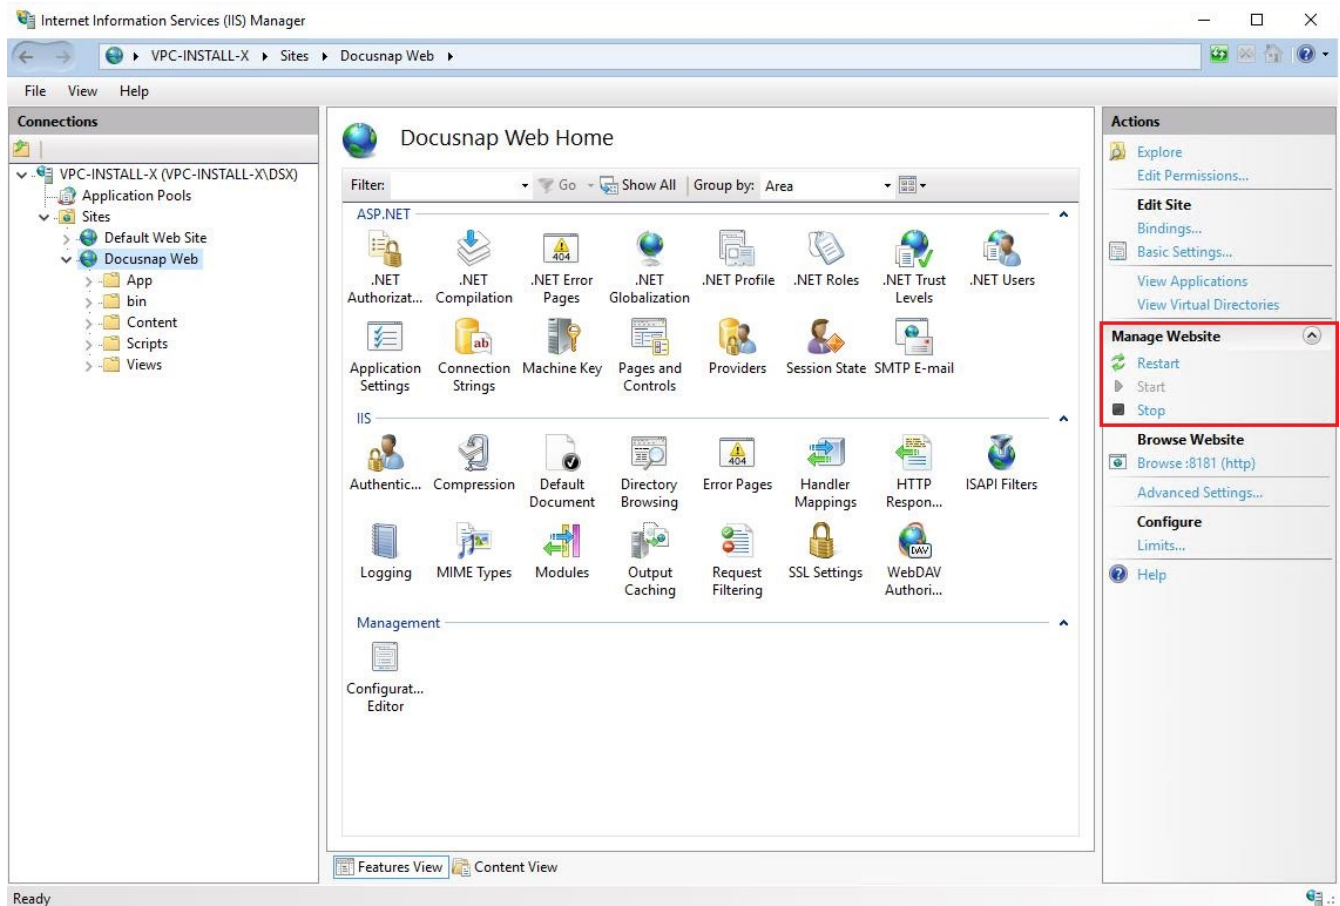 Internet Information Services (IIS) Manager
VPC-INSTALL-X Sites Docusnap Web
File View Help
Connections
VPC-INSTALL-X (VPC-INSTALL-X\DSX)
Application Pools
Sites
Default Web Site
Docusnap Web
App
bin
Content
Scripts
Views
Docusnap Web Home
Filter: Go Show All Group by: Area
ASP.NET
.NET Authorizat...
.NET Compilation
404
.NET Error Pages
.NET Globalization
.NET Profile
.NET Roles
.NET Trust Levels
.NET Users
Application Settings
ab
Connection Strings
Machine Key
Pages and Controls
Providers
Session State
SMTP E-mail
IIS
Authentic...
Compression
Default Document
Directory Browsing
404
Error Pages
Handler Mappings
HTTP Respon...
ISAPI Filters
Logging
MIME Types
Modules
Output Caching
Request Filtering
SSL Settings
DAV
WebDAV Authori...
Management
Configurat... Editor
Features View Content View
Actions
Explore
Edit Permissions...
Edit Site
Bindings...
Basic Settings...
View Applications
View Virtual Directories
Manage Website
Restart
Start
Stop
Browse Website
Browse :8181 (http)
Advanced Settings...
Configure
Limits...
Help
Ready